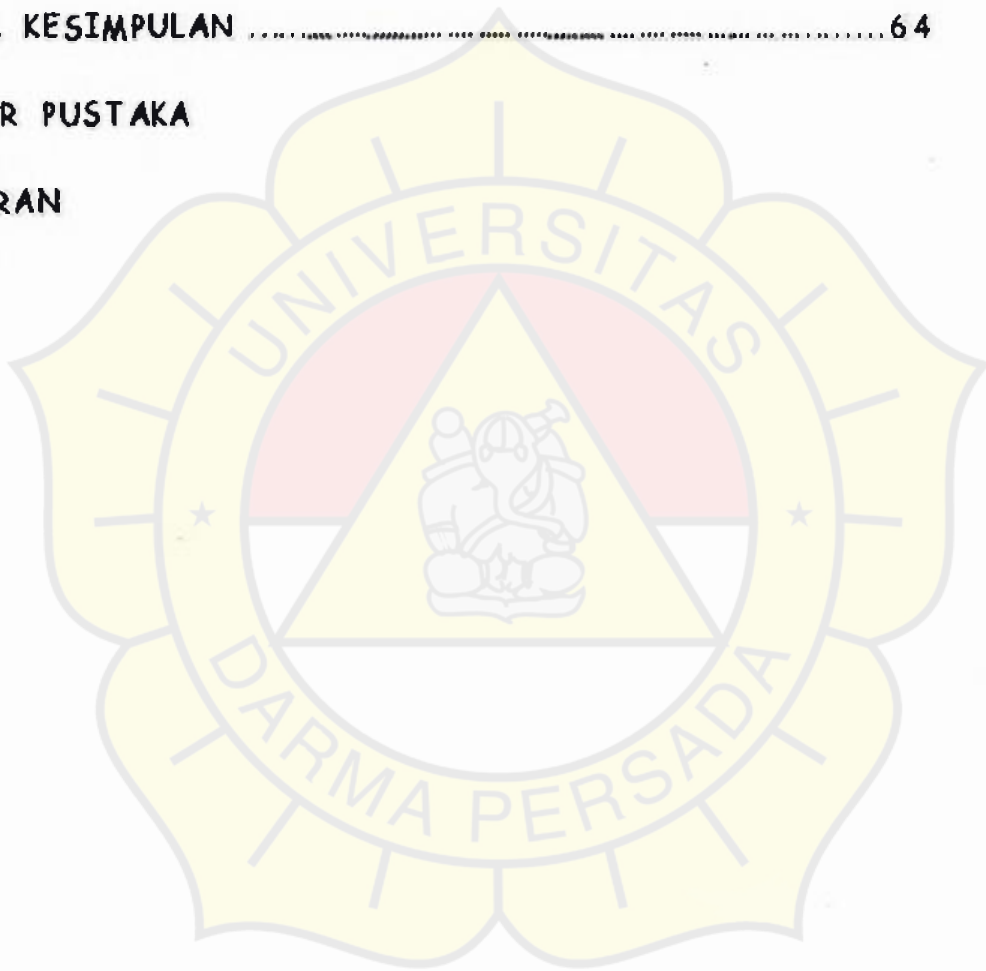 . KESIMPULAN ........................................ 64
R PUSTAKA
RAN
UNIVERSITAS
DARMA PERSADA